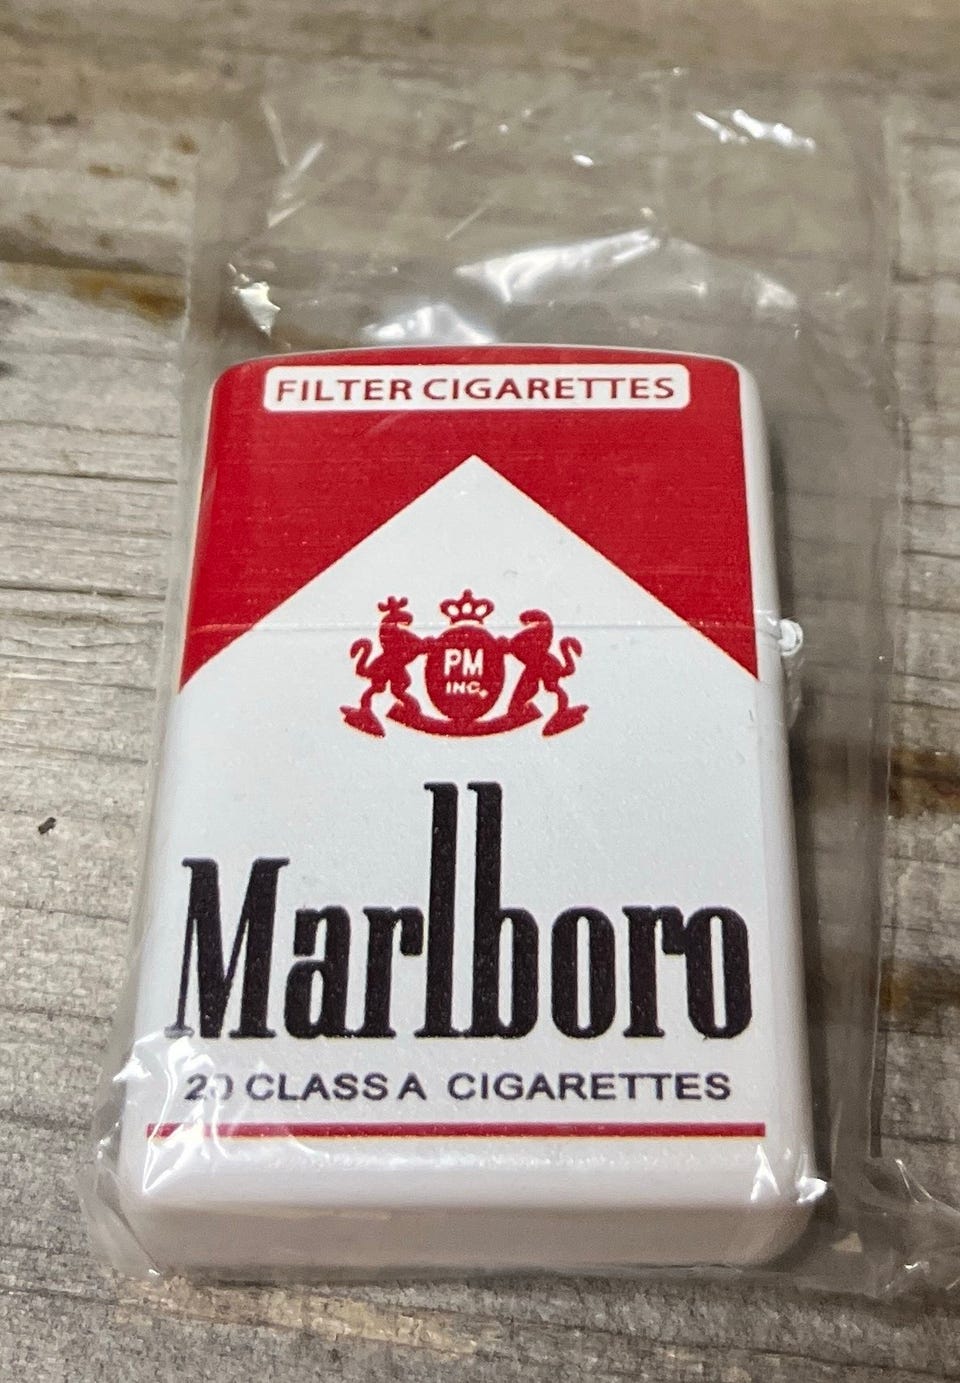 FILTER CIGARETTES
PM
INC.
Marlboro
20 CLASS A CIGARETTES